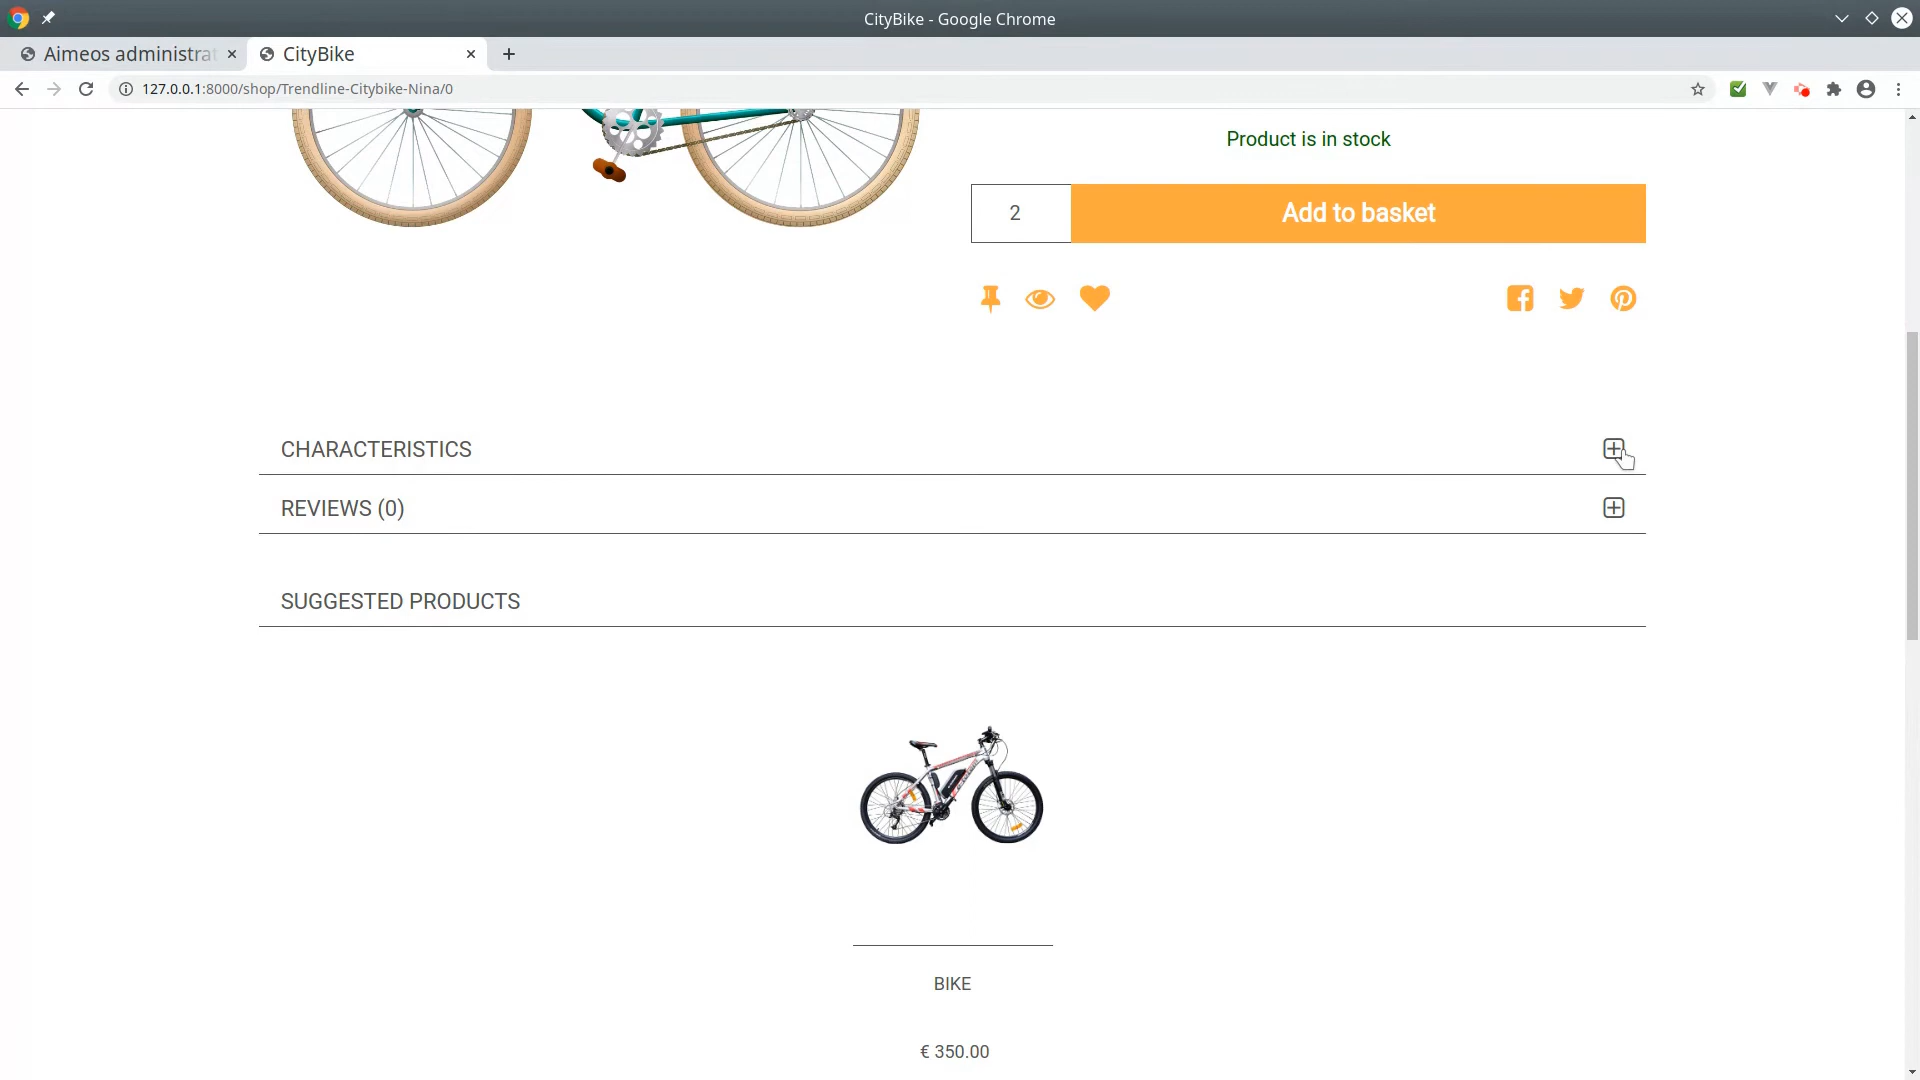 CityBike - Google Chrome
Aimeos administrat
CityBike
127.0.0.1:8000/shop/Trendline-Citybike-Nina/0
Product is in stock
2
Add to basket
CHARACTERISTICS
REVIEWS (0)
SUGGESTED PRODUCTS
BIKE
€ 350.00